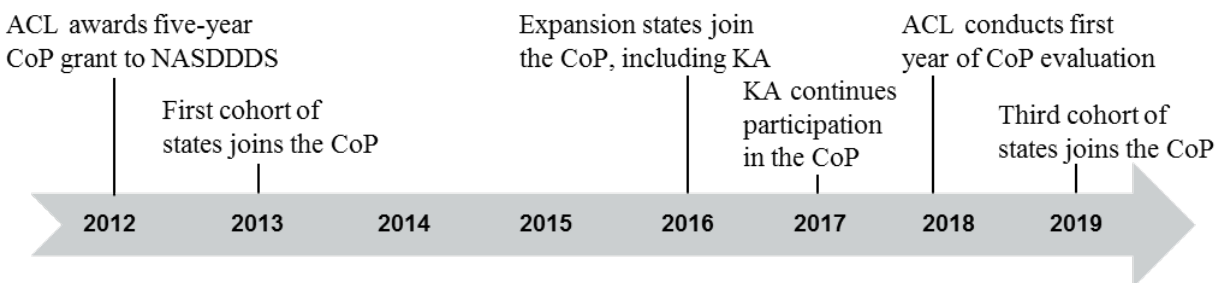 ACL awards five-year
CoP grant to NASDDDS
First cohort of
states joins the CoP
Expansion states join
the CoP, including KA
KA continues
participation
in the CoP
ACL conducts first
year of CoP evaluation
Third cohort of
states joins the CoP
2012 2013 2014 2015 2016 2017 2018 2019